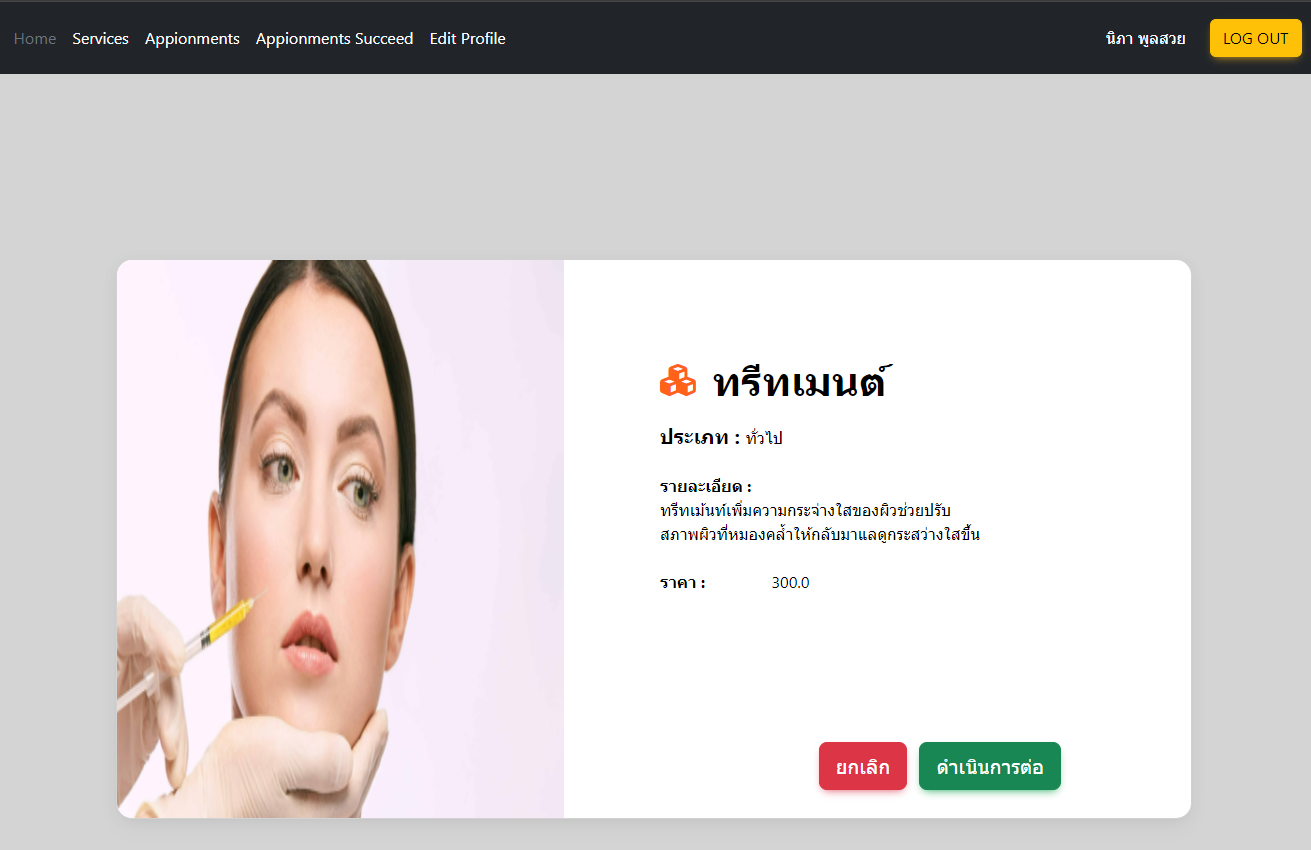 Home Services Appionments Appionments Succeed Edit Profile นิภา พูลสวย LOG OUT
ทรีทเมนต์
ประเภท : ทั่วไป
รายละเอียด :
ทรีทเม้นท์เพิ่มความกระจ่างใสของผิวช่วยปรับ
สภาพผิวที่หมองคล้ำให้กลับมาแลดูกระสว่างใสขึ้น
ราคา : 300.0
ยกเลิก ดำเนินการต่อ